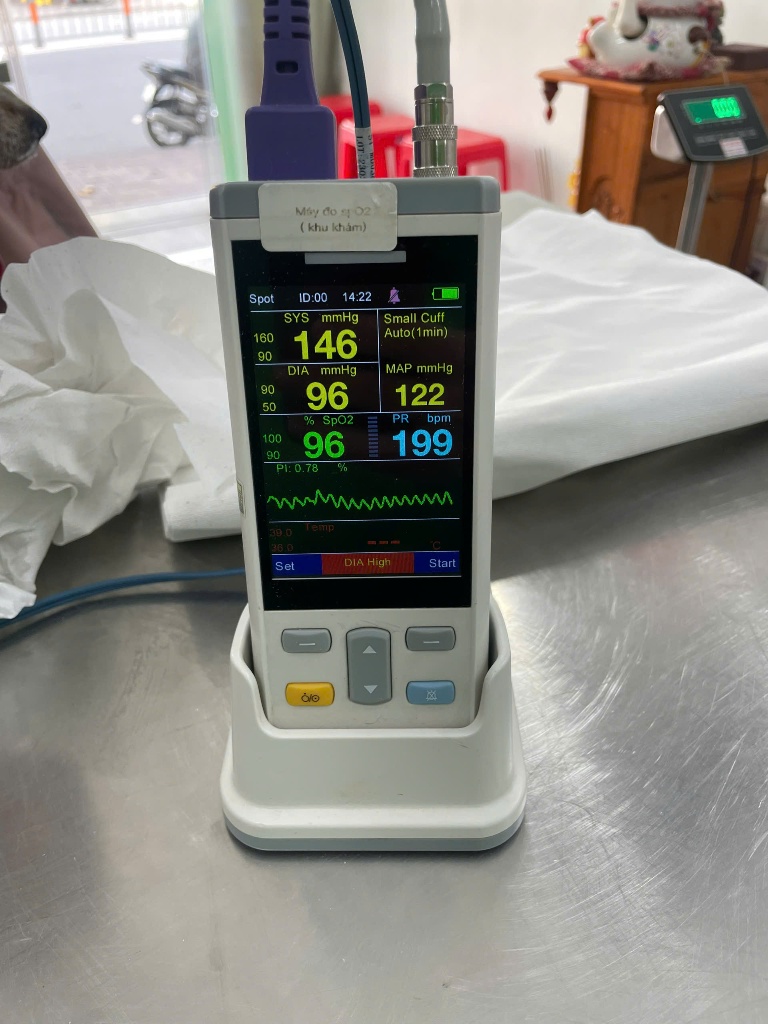 Máy đo spO2
( khu khám)
Spot ID:00 14:22
SYS mmHg
160
90
146
Small Cuff
Auto(1min)
DIA mmHg
90
50
96
MAP mmHg
122
% SpO2
100
90
96
PR bpm
199
PI: 0.78 %
Temp
39.0
36.0
---
°C
Set DIA High Start